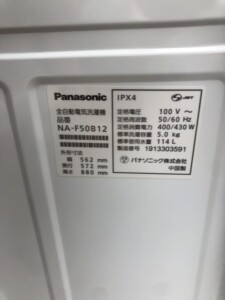 Panasonic
全自動電気洗濯機
品番
NA-F50B12
外形寸法
幅 562 mm
奥行 572 mm
高さ 880 mm
IPX4
JET
定格電圧 100 V ~
定格周波数 50/60 Hz
定格消費電力 400/430 W
標準洗濯容量 5.0 kg
標準使用水量 114 L
製造番号 1913303591
パナソニック株式会社
中国製